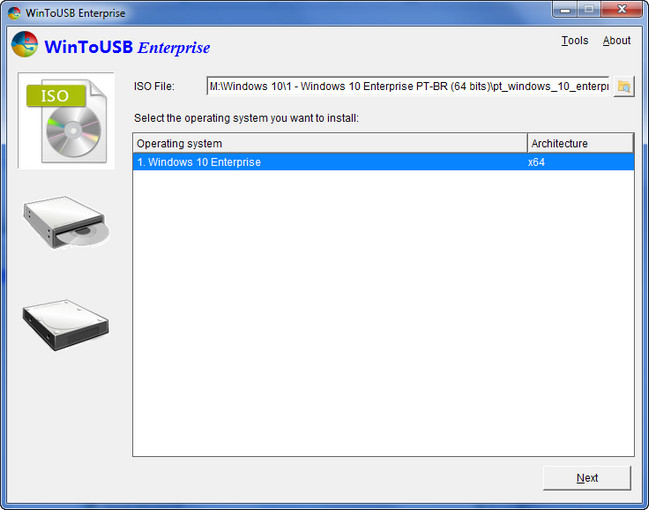 WinToUSB Enterprise
WinToUSB Enterprise
Tools About
ISO
ISO File: M:\Windows 10\1 - Windows 10 Enterprise PT-BR (64 bits)\pt_windows_10_enterpr
Select the operating system you want to install:
Operating system Architecture
1. Windows 10 Enterprise x64
Next